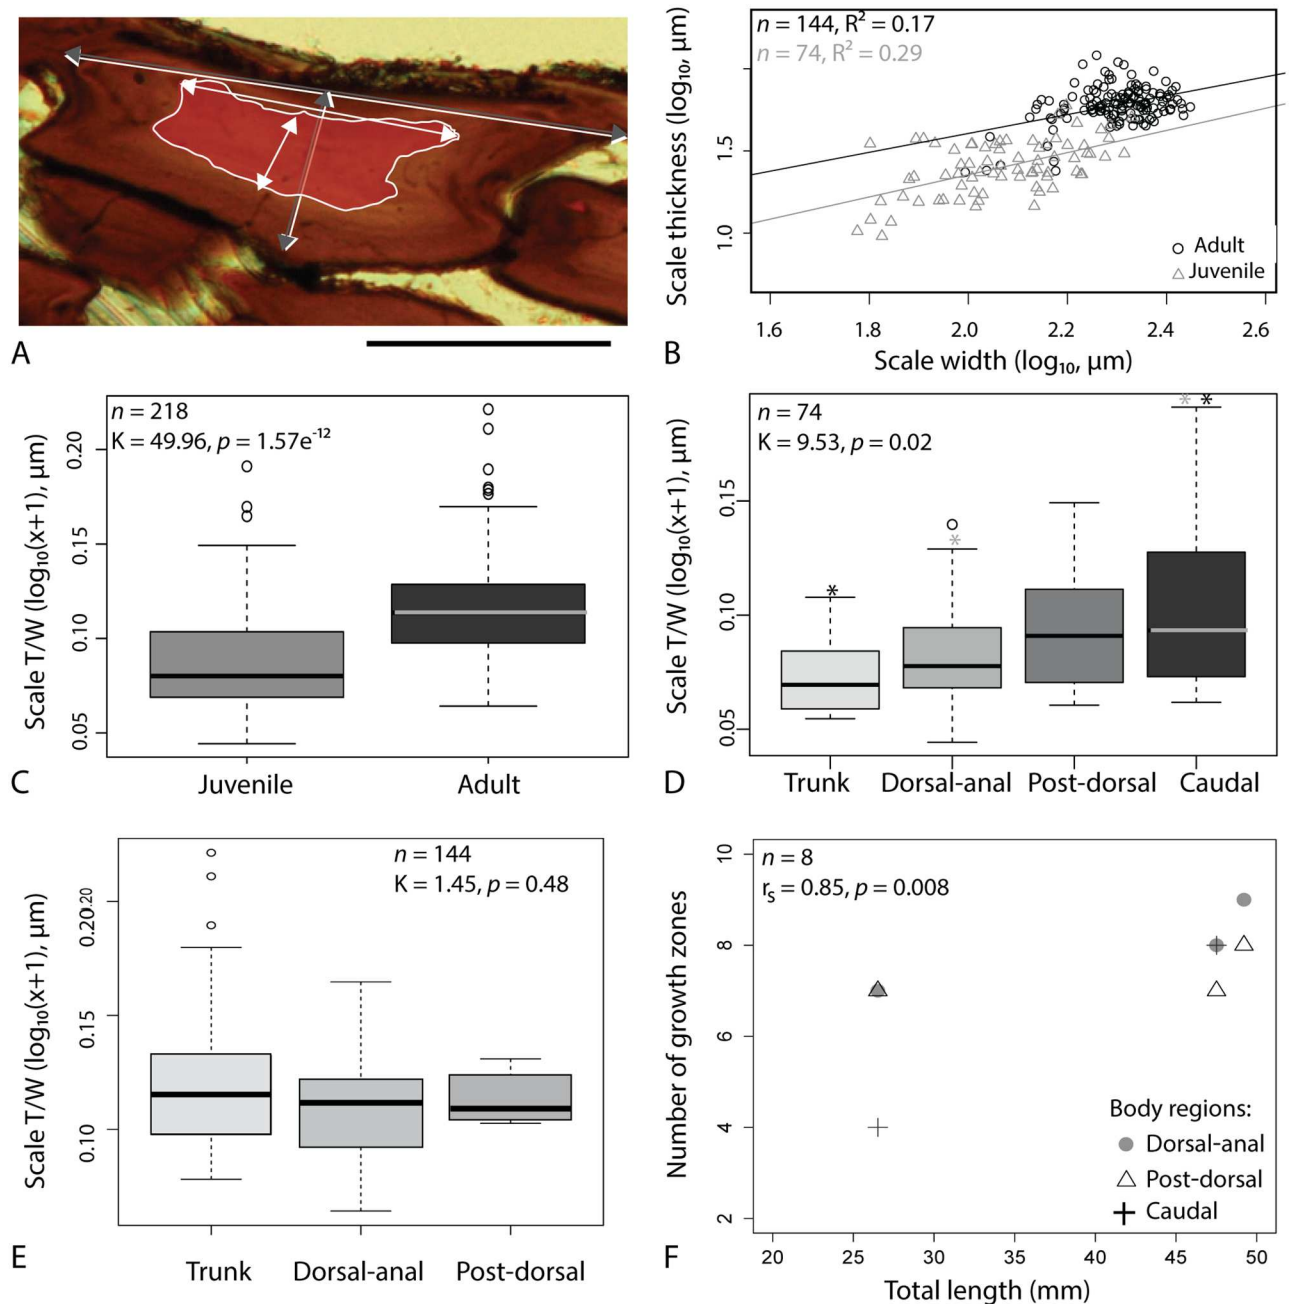 A
n = 144, R² = 0.17
n = 74, R² = 0.29
Scale thickness (log₁₀, μm)
1.5
1.0
Adult
Juvenile
1.6 1.8 2.0 2.2 2.4 2.6
B
Scale width (log₁₀, μm)
n = 218
K = 49.96, p = 1.57e⁻¹²
Scale T/W (log₁₀(x+1), μm)
0.20
0.15
0.10
0.05
C
Juvenile Adult
n = 74
K = 9.53, p = 0.02
* *
* *
Scale T/W (log₁₀(x+1), μm)
0.15
0.10
0.05
D
Trunk Dorsal-anal Post-dorsal Caudal
n = 144
K = 1.45, p = 0.48
Scale T/W (log₁₀(x+1), μm)
0.2020
0.15
0.10
E
Trunk Dorsal-anal Post-dorsal
n = 8
rₛ = 0.85, p = 0.008
Number of growth zones
10
8
6
4
2
Body regions:
Dorsal-anal
Post-dorsal
Caudal
20 25 30 35 40 45 50
F
Total length (mm)